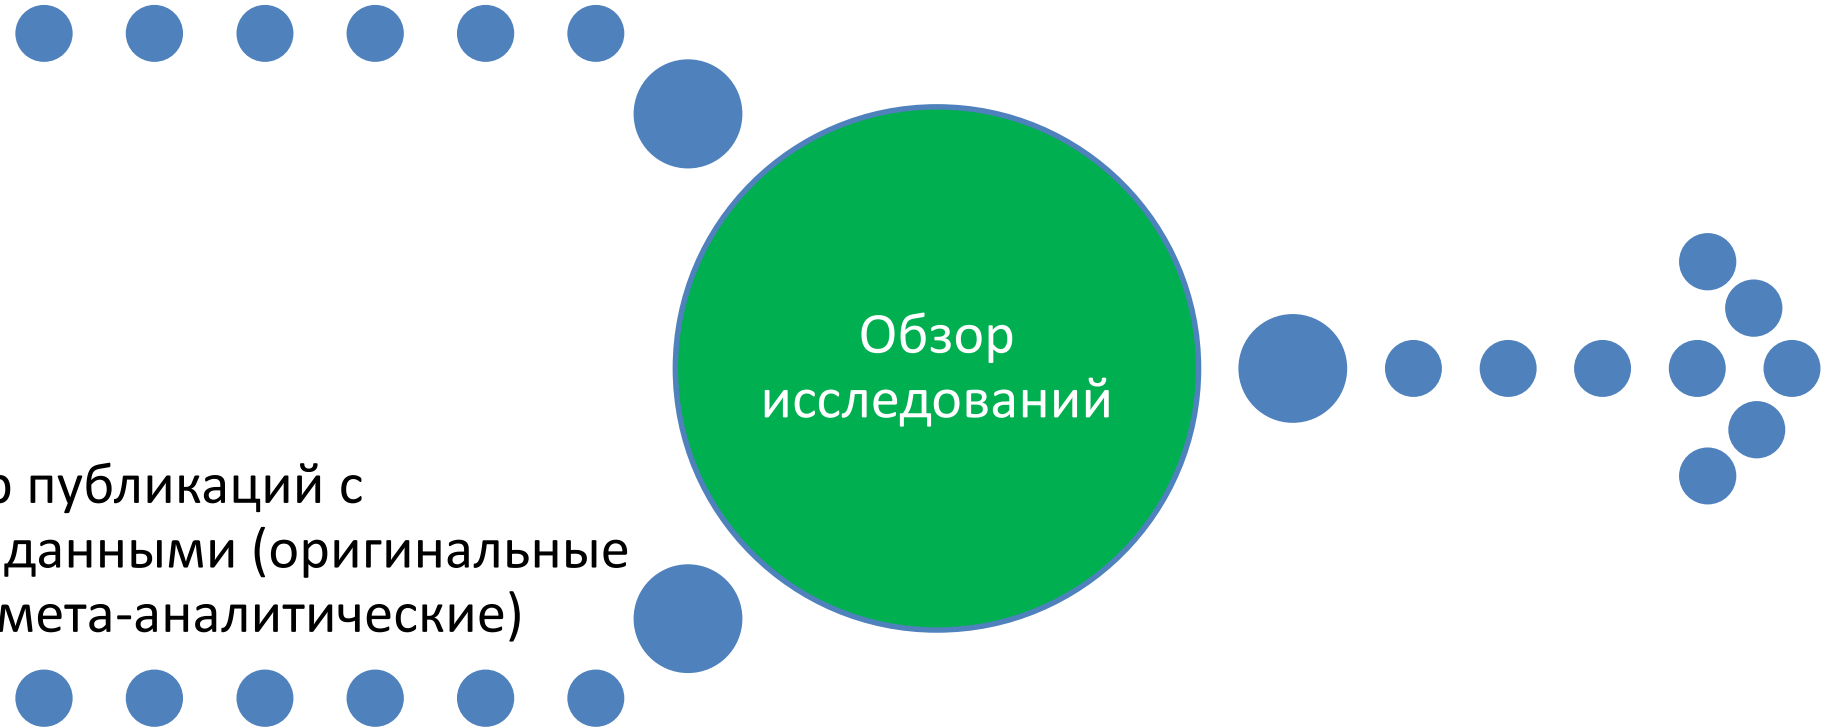 Обзор
исследований
публикаций с
данными (оригинальные
мета-аналитические)